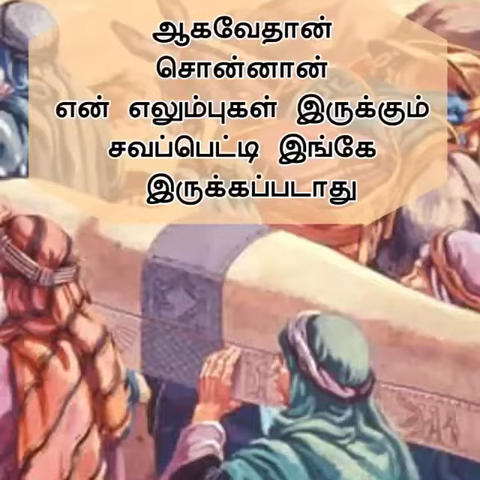 ஆகவேதான்
சொன்னான்
என் எலும்புகள் இருக்கும்
சவப்பெட்டி இங்கே
இருக்கப்படாது